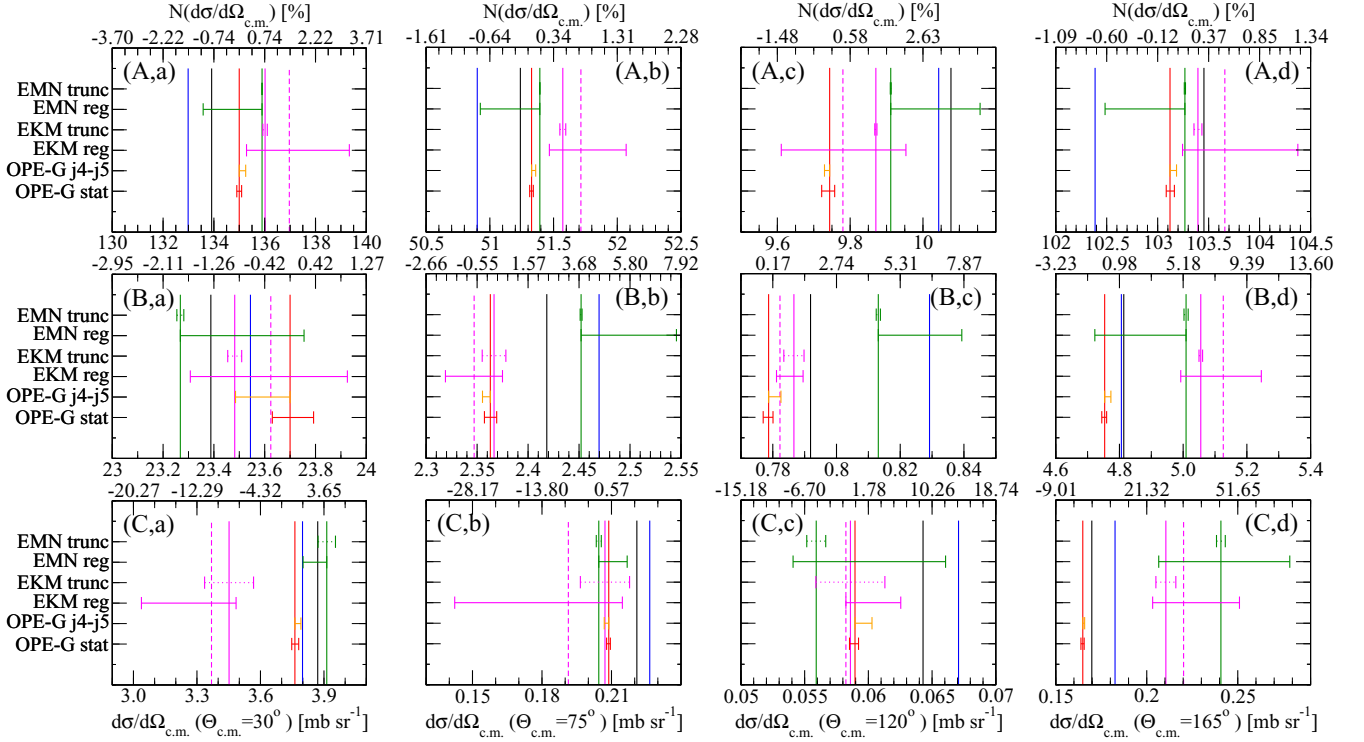 N(dσ/dΩc.m.) [%] N(dσ/dΩc.m.) [%] N(dσ/dΩc.m.) [%] N(dσ/dΩc.m.) [%]
-3.70 -2.22 -0.74 0.74 2.22 3.71 -1.61 -0.64 0.34 1.31 2.28 -1.48 0.58 2.63 -1.09 -0.60 -0.12 0.37 0.85 1.34
(A,a) (A,b) (A,c) (A,d)
EMN trunc
EMN reg
EKM trunc
EKM reg
OPE-G j4-j5
OPE-G stat
130 132 134 136 138 140 50.5 51 51.5 52 52.5 9.6 9.8 10 102 102.5 103 103.5 104 104.5
-2.95 -2.11 -1.26 -0.42 0.42 1.27 -2.66 -0.55 1.57 3.68 5.80 7.92 0.17 2.74 5.31 7.87 -3.23 0.98 5.18 9.39 13.60
(B,a) (B,b) (B,c) (B,d)
EMN trunc
EMN reg
EKM trunc
EKM reg
OPE-G j4-j5
OPE-G stat
23 23.2 23.4 23.6 23.8 24 2.3 2.35 2.4 2.45 2.5 2.55 0.78 0.8 0.82 0.84 4.6 4.8 5.0 5.2 5.4
-20.27 -12.29 -4.32 3.65 -28.17 -13.80 0.57 -15.18 -6.70 1.78 10.26 18.74 -9.01 21.32 51.65
(C,a) (C,b) (C,c) (C,d)
EMN trunc
EMN reg
EKM trunc
EKM reg
OPE-G j4-j5
OPE-G stat
3.0 3.3 3.6 3.9 0.15 0.18 0.21 0.05 0.055 0.06 0.065 0.07 0.15 0.2 0.25
dσ/dΩc.m.(Θc.m.=30°) [mb sr⁻¹] dσ/dΩc.m.(Θc.m.=75°) [mb sr⁻¹] dσ/dΩc.m.(Θc.m.=120°) [mb sr⁻¹] dσ/dΩc.m.(Θc.m.=165°) [mb sr⁻¹]